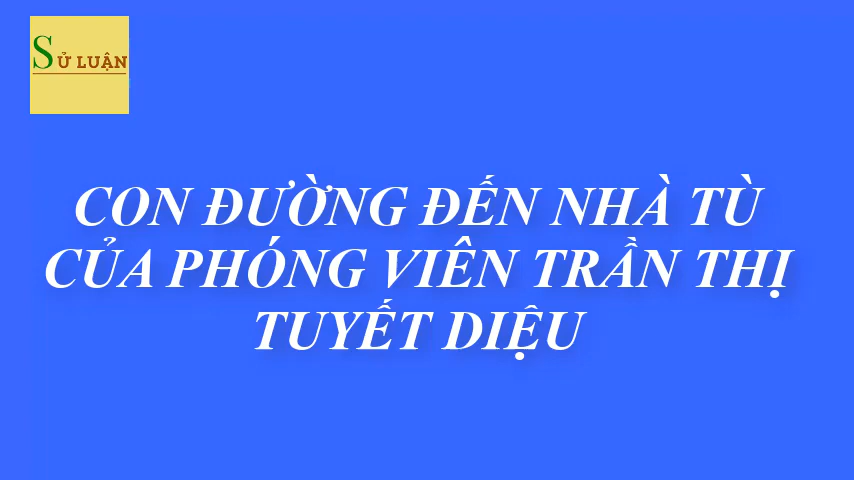 SỬ LUẬN
CON ĐƯỜNG ĐẾN NHÀ TÙ
CỦA PHÓNG VIÊN TRẦN THỊ
TUYẾT DIỆU